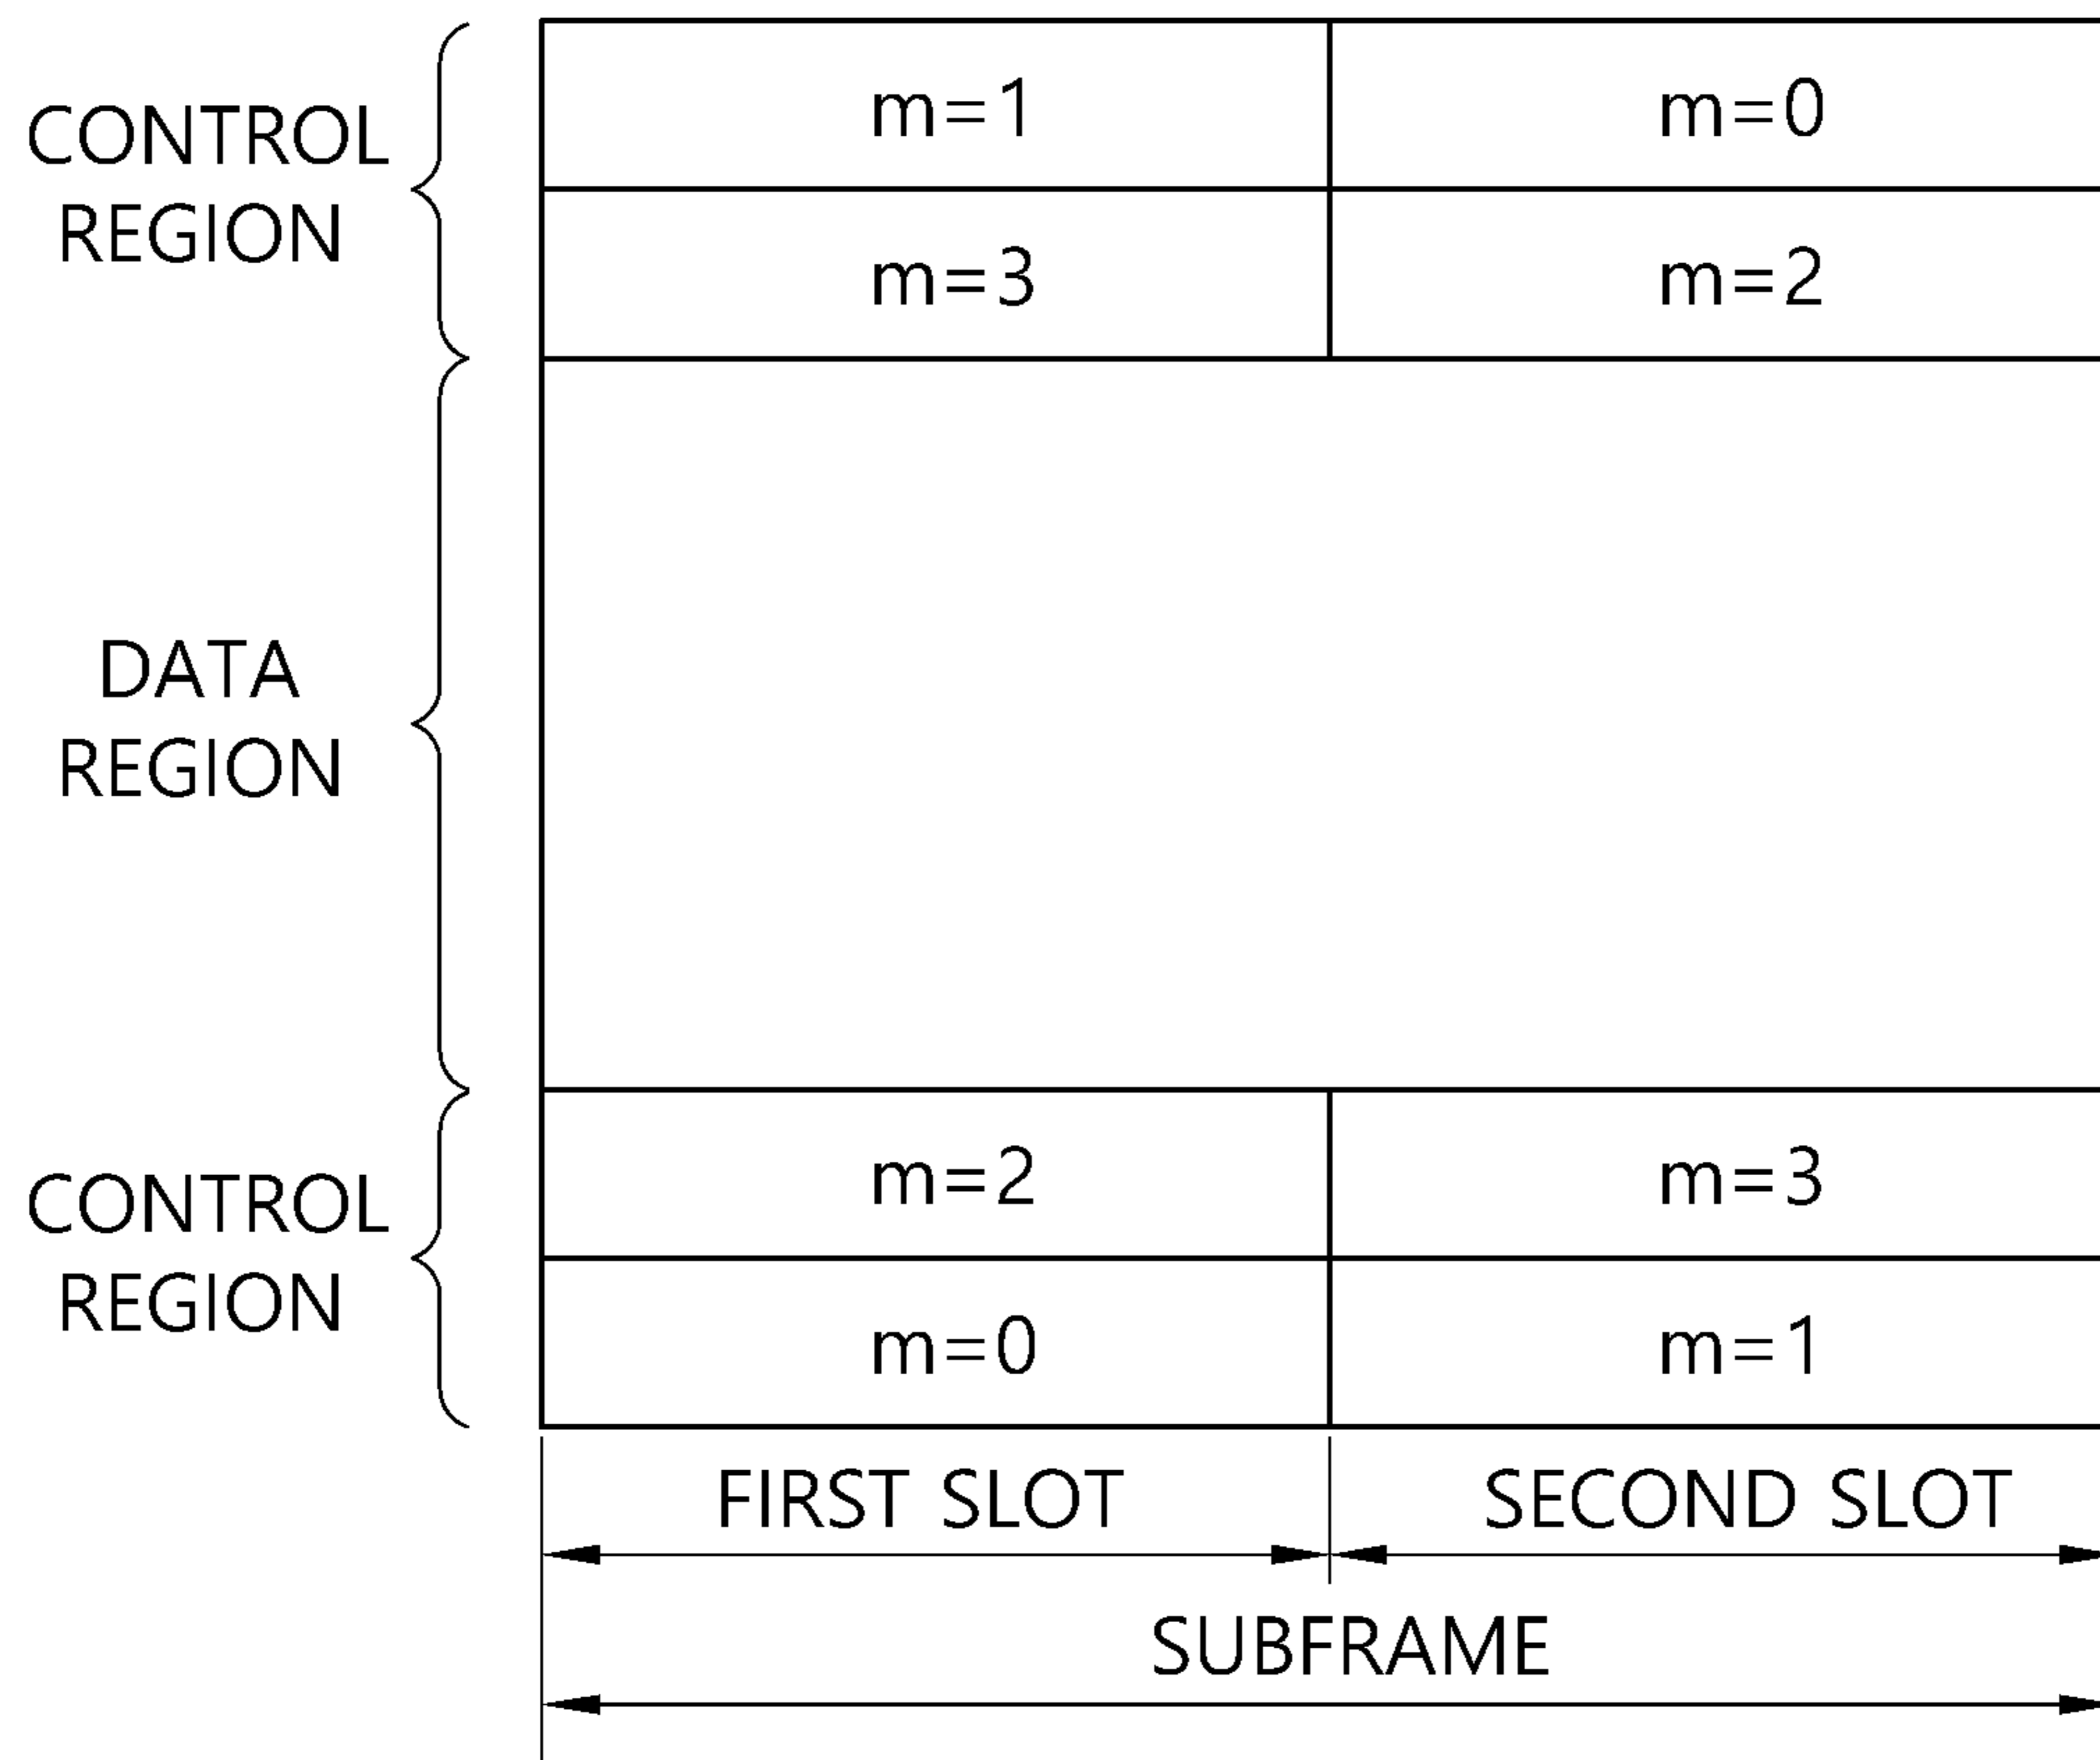 m=1 m=0
CONTROL
REGION
m=3 m=2
DATA
REGION
m=2 m=3
CONTROL
REGION
m=0 m=1
FIRST SLOT SECOND SLOT
SUBFRAME